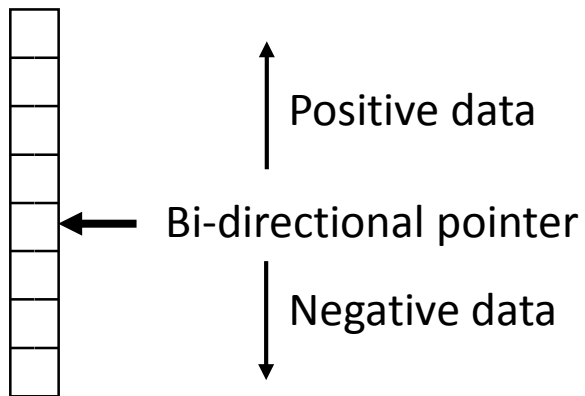 Positive data
Bi-directional pointer
Negative data